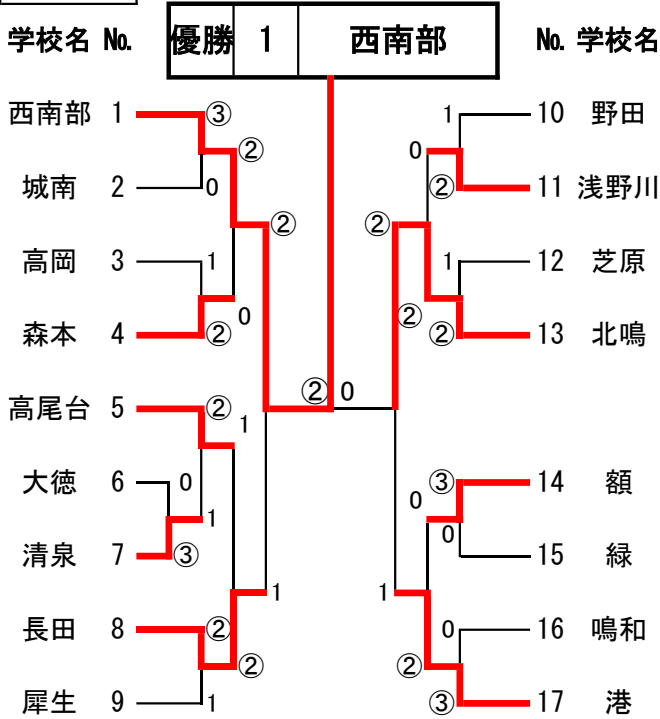 優勝 1 西南部
学校名 No.
No. 学校名
西南部 1 ③
②
城南 2 0
②
高岡 3 1
0
森本 4 ②
② 0
高尾台 5 ②
1
大徳 6 0
1
清泉 7 ③
1
長田 8 ②
②
犀生 9 1
1 10 野田
0
② 11 浅野川
②
1 12 芝原
②
② 13 北鳴
③ 14 額
0
0 15 緑
1
0 16 鳴和
②
③ 17 港